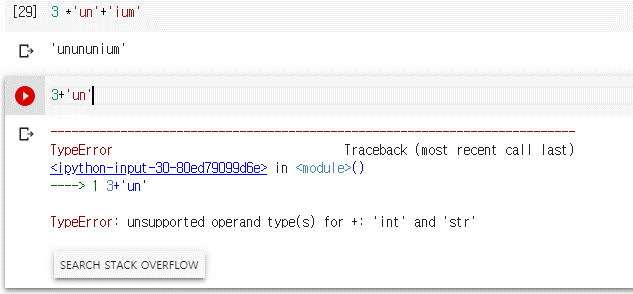 [29] 3 *'un'+'ium'
'unununium'
3+'un'
---------------------------------------------------------------------------
TypeError Traceback (most recent call last)
<ipython-input-30-80ed79099d6e> in <module>()
----> 1 3+'un'
TypeError: unsupported operand type(s) for +: 'int' and 'str'
SEARCH STACK OVERFLOW